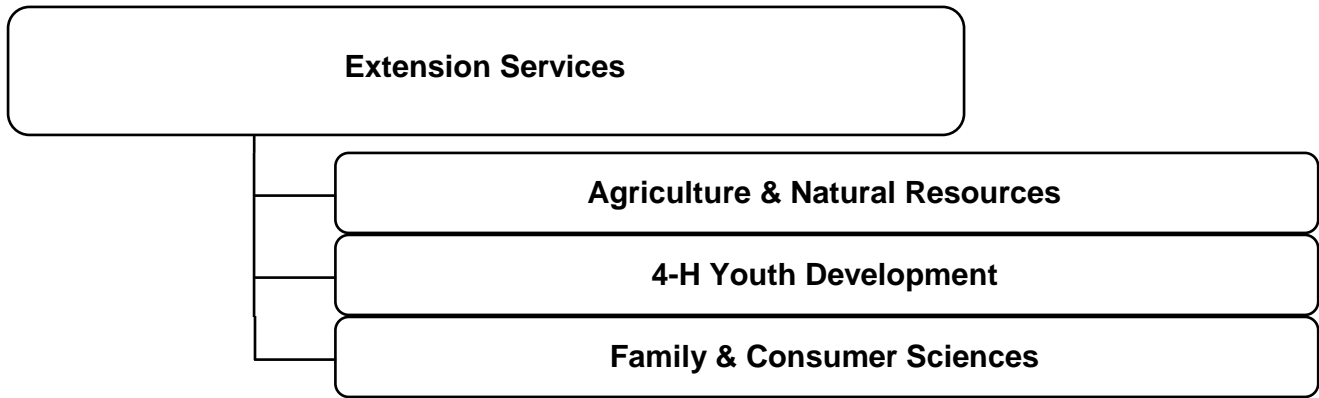 Extension Services
Agriculture & Natural Resources
4-H Youth Development
Family & Consumer Sciences